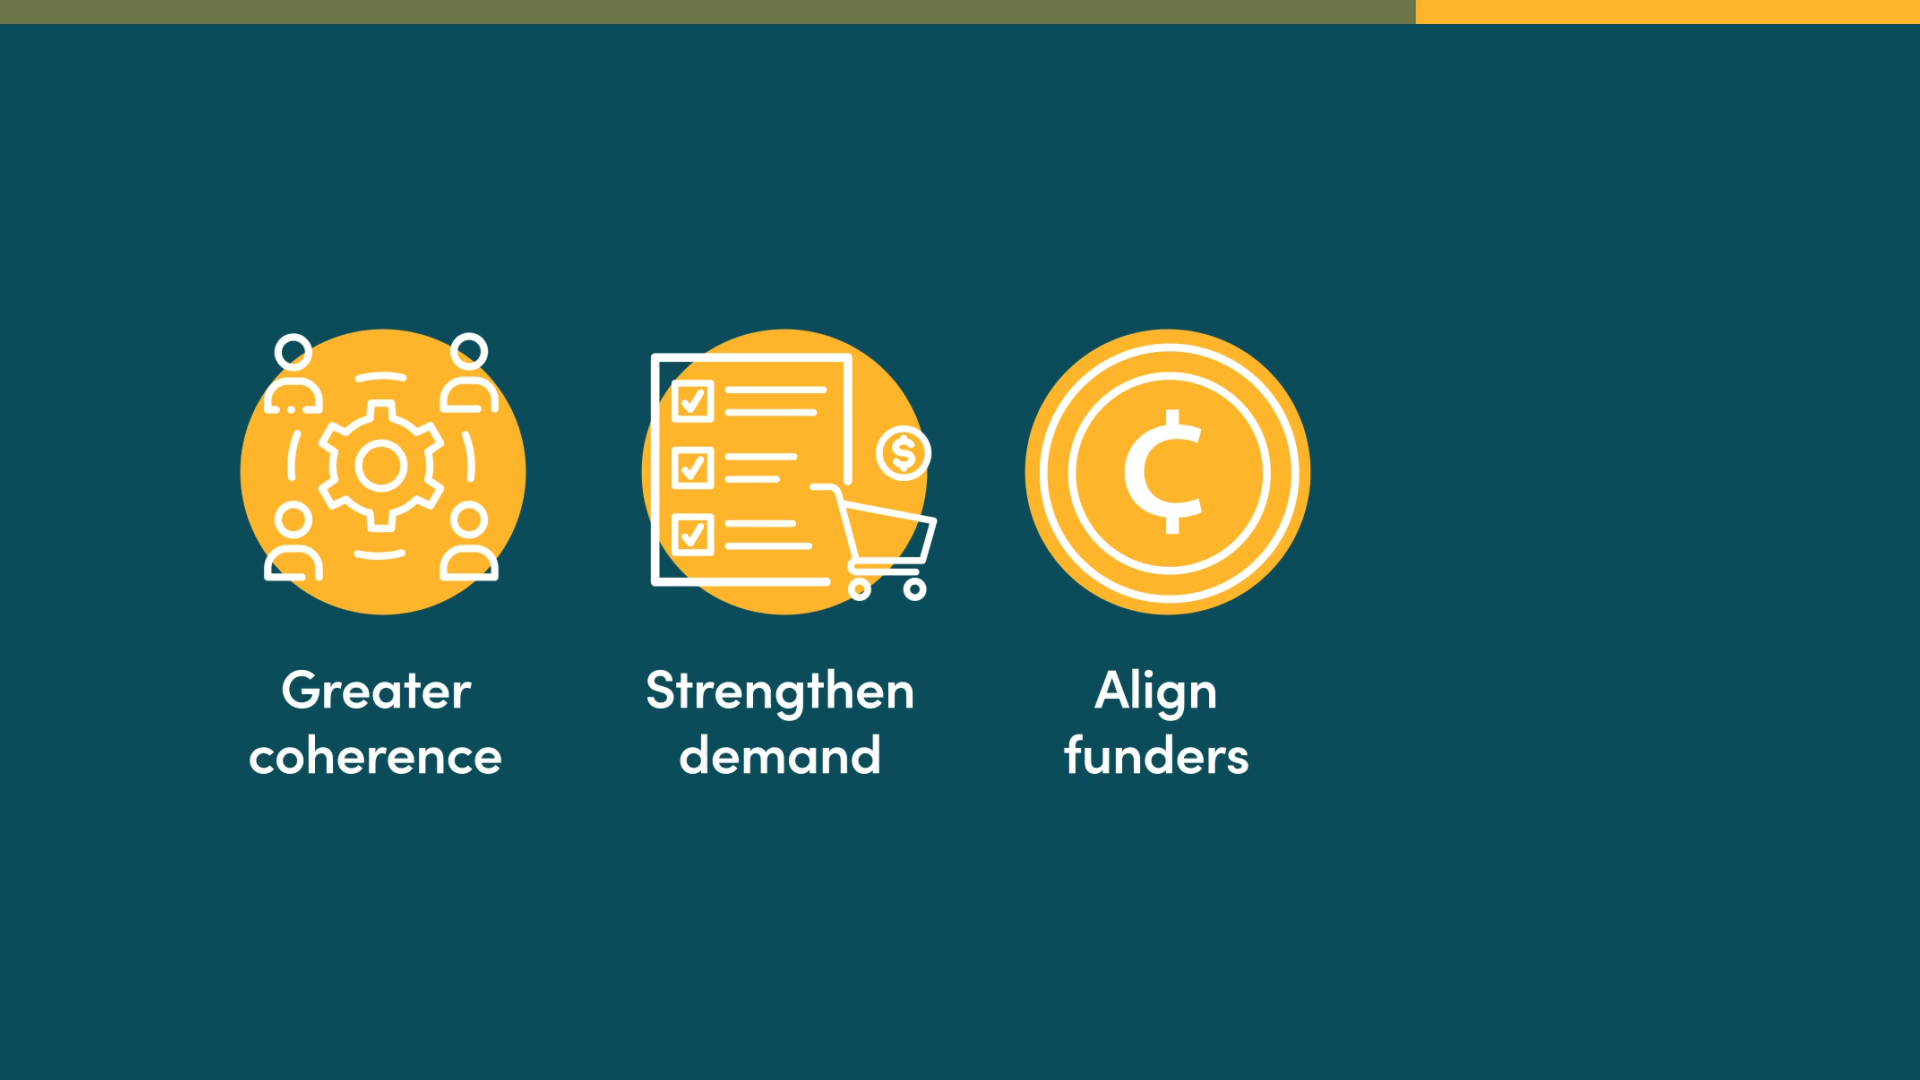 Greater
coherence
Strengthen
demand
Align
funders